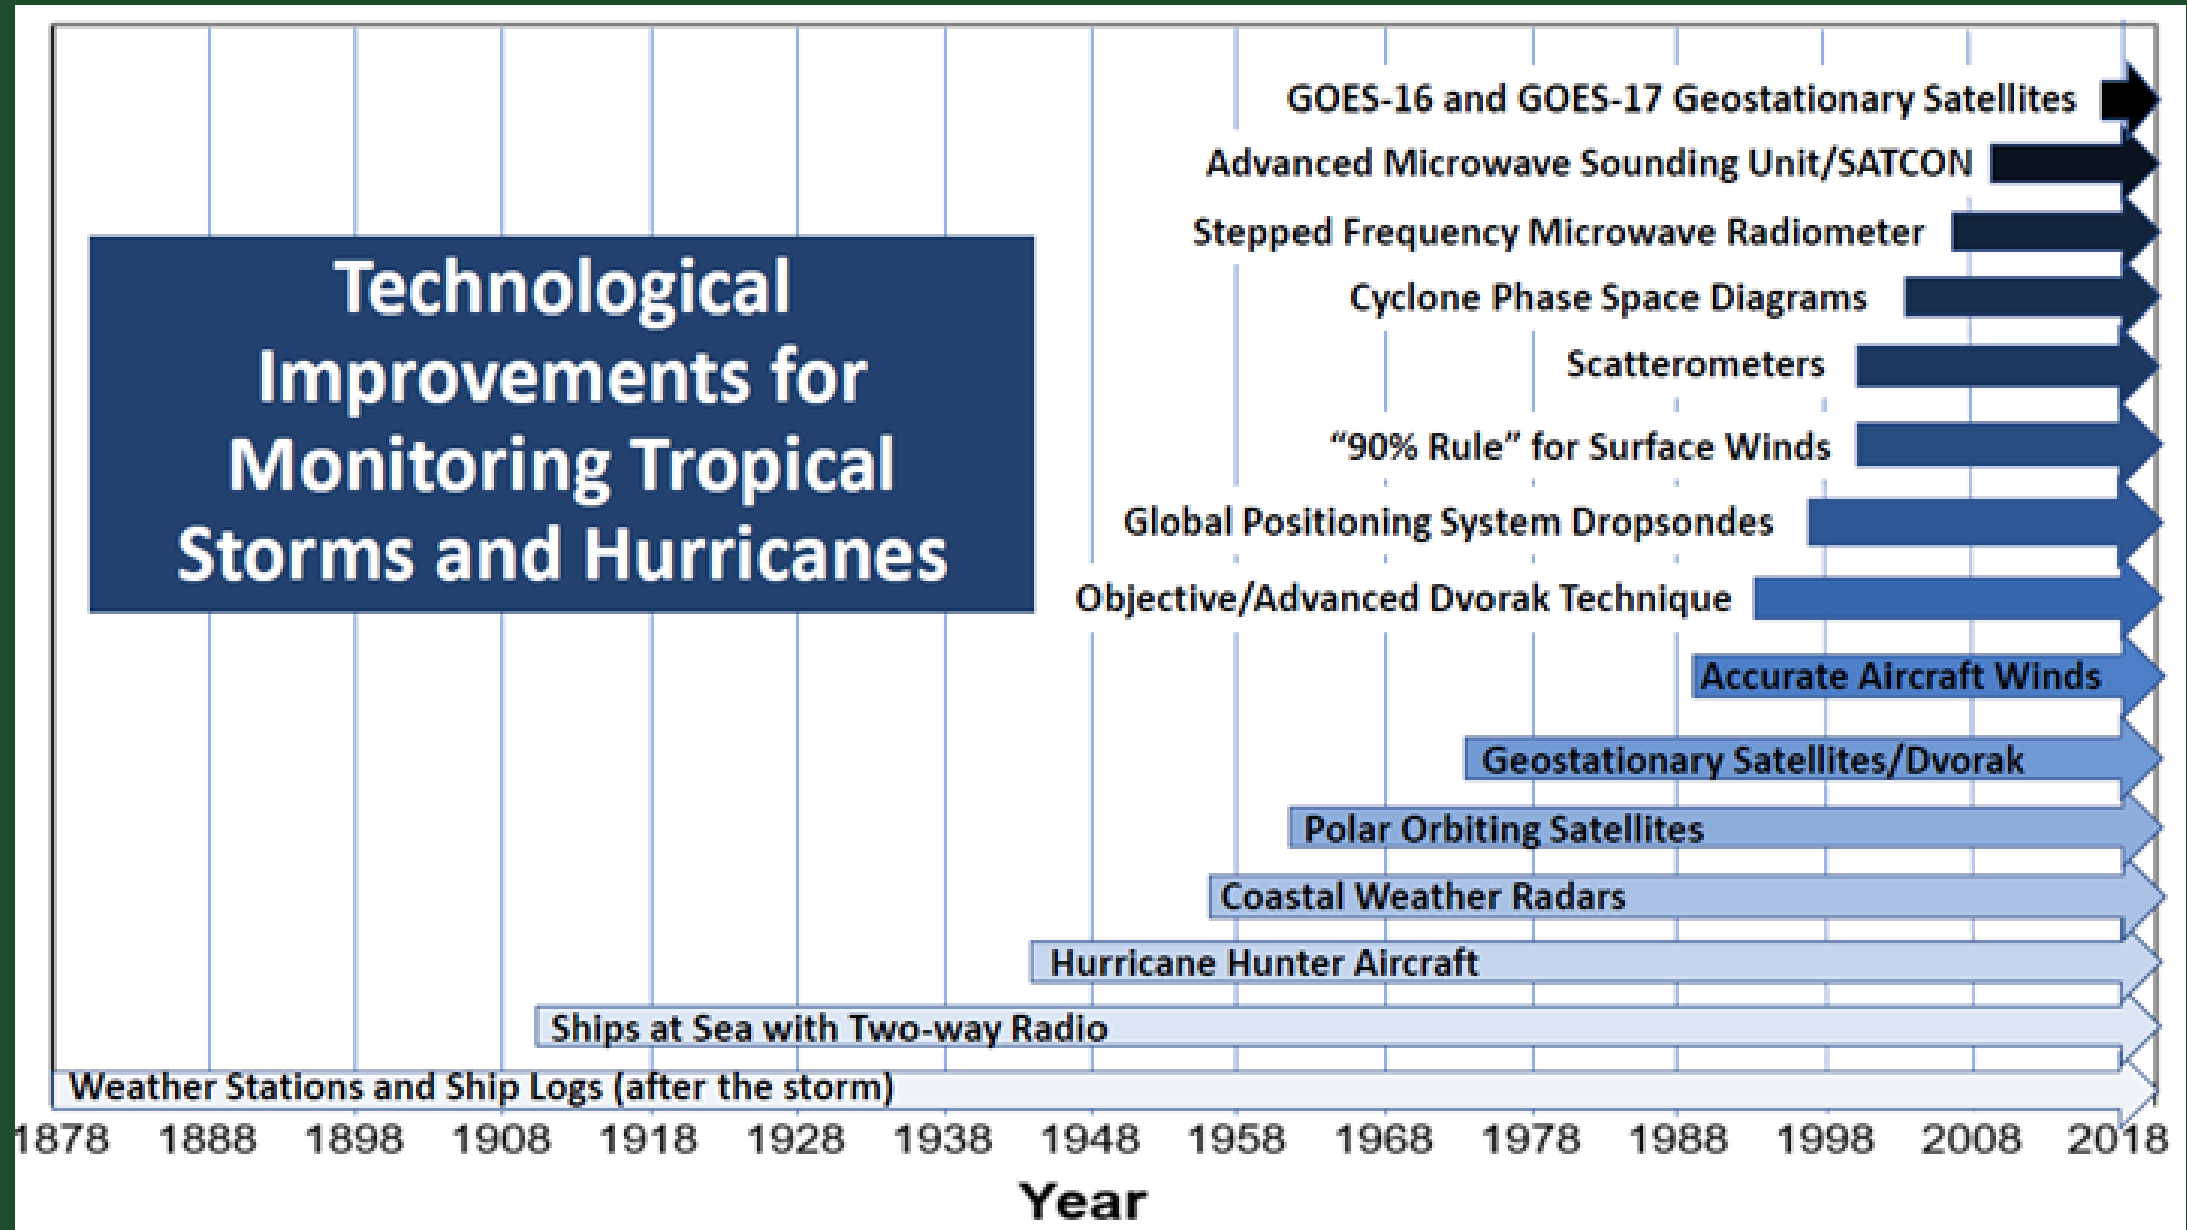 Technological
Improvements for
Monitoring Tropical
Storms and Hurricanes
GOES-16 and GOES-17 Geostationary Satellites
Advanced Microwave Sounding Unit/SATCON
Stepped Frequency Microwave Radiometer
Cyclone Phase Space Diagrams
Scatterometers
“90% Rule” for Surface Winds
Global Positioning System Dropsondes
Objective/Advanced Dvorak Technique
Accurate Aircraft Winds
Geostationary Satellites/Dvorak
Polar Orbiting Satellites
Coastal Weather Radars
Hurricane Hunter Aircraft
Ships at Sea with Two-way Radio
Weather Stations and Ship Logs (after the storm)
1878 1888 1898 1908 1918 1928 1938 1948 1958 1968 1978 1988 1998 2008 2018
Year